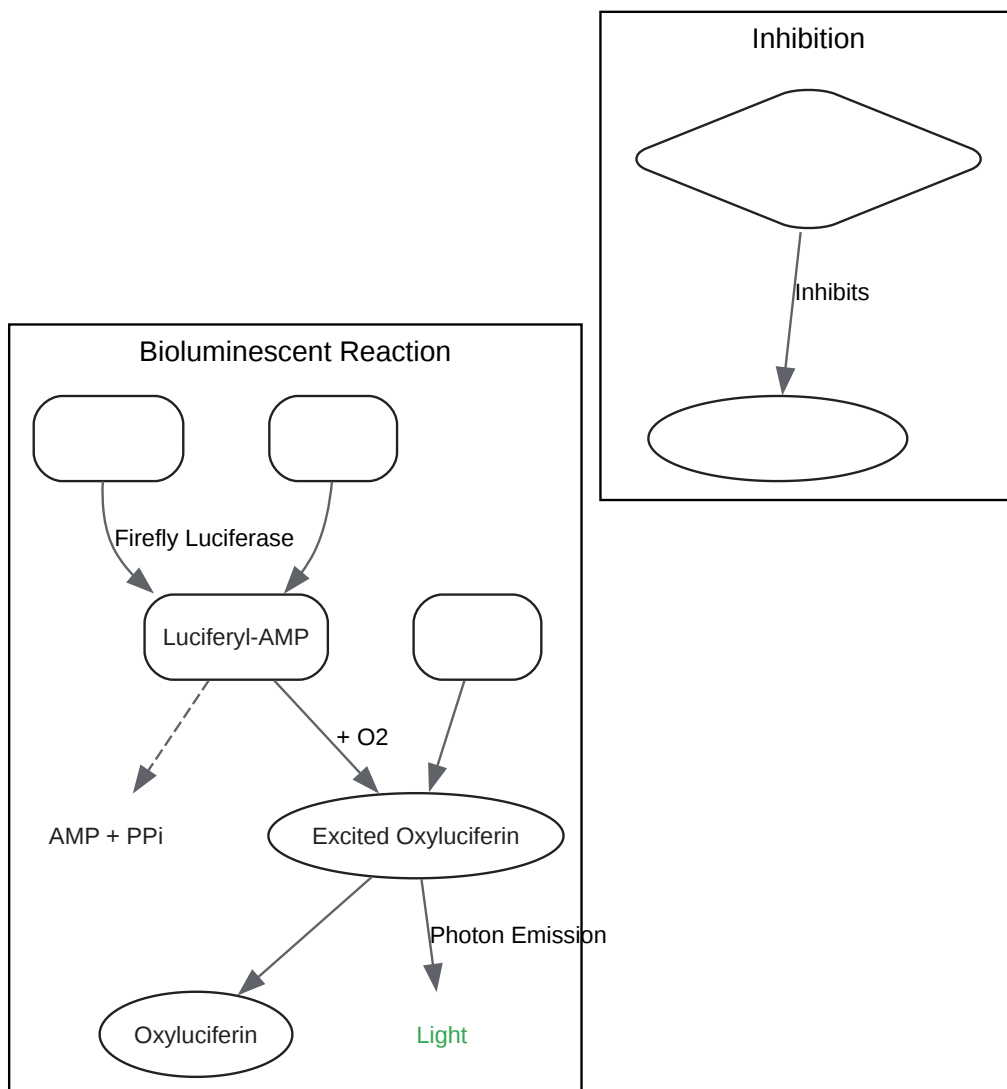 Inhibition
Inhibits
Bioluminescent Reaction
Firefly Luciferase
Luciferyl-AMP
+ O2
AMP + PPi
Excited Oxyluciferin
Photon Emission
Oxyluciferin
Light